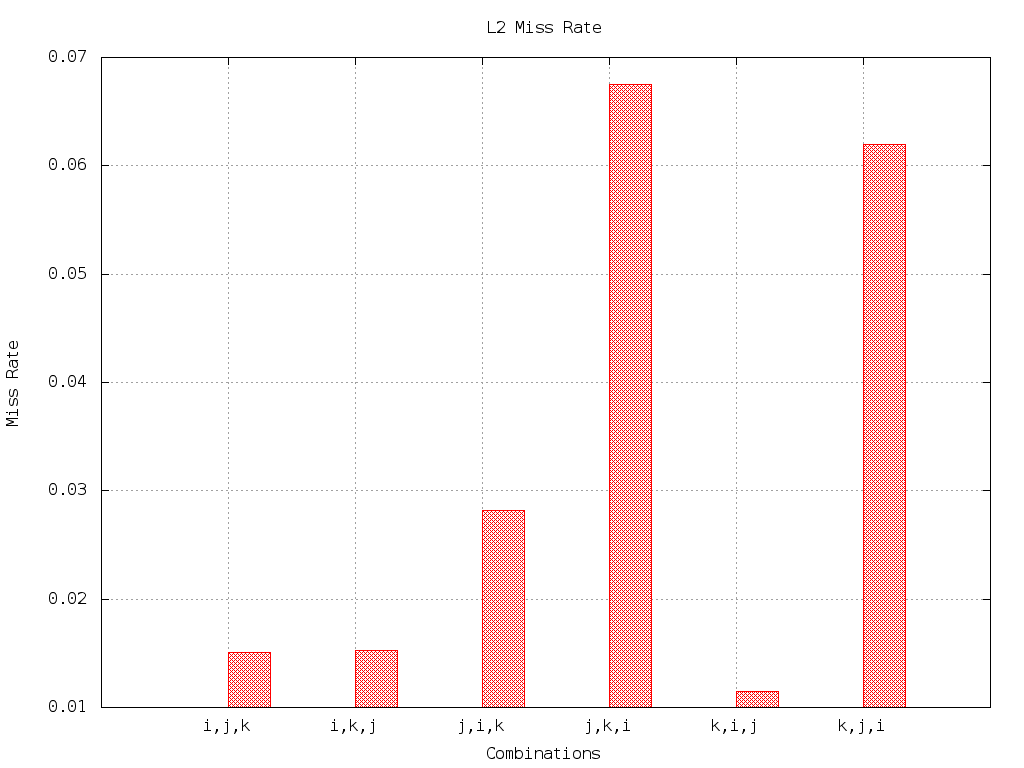 L2 Miss Rate
0.07
0.06
0.05
0.04
0.03
0.02
0.01
Miss Rate
i,j,k i,k,j j,i,k j,k,i k,i,j k,j,i
Combinations